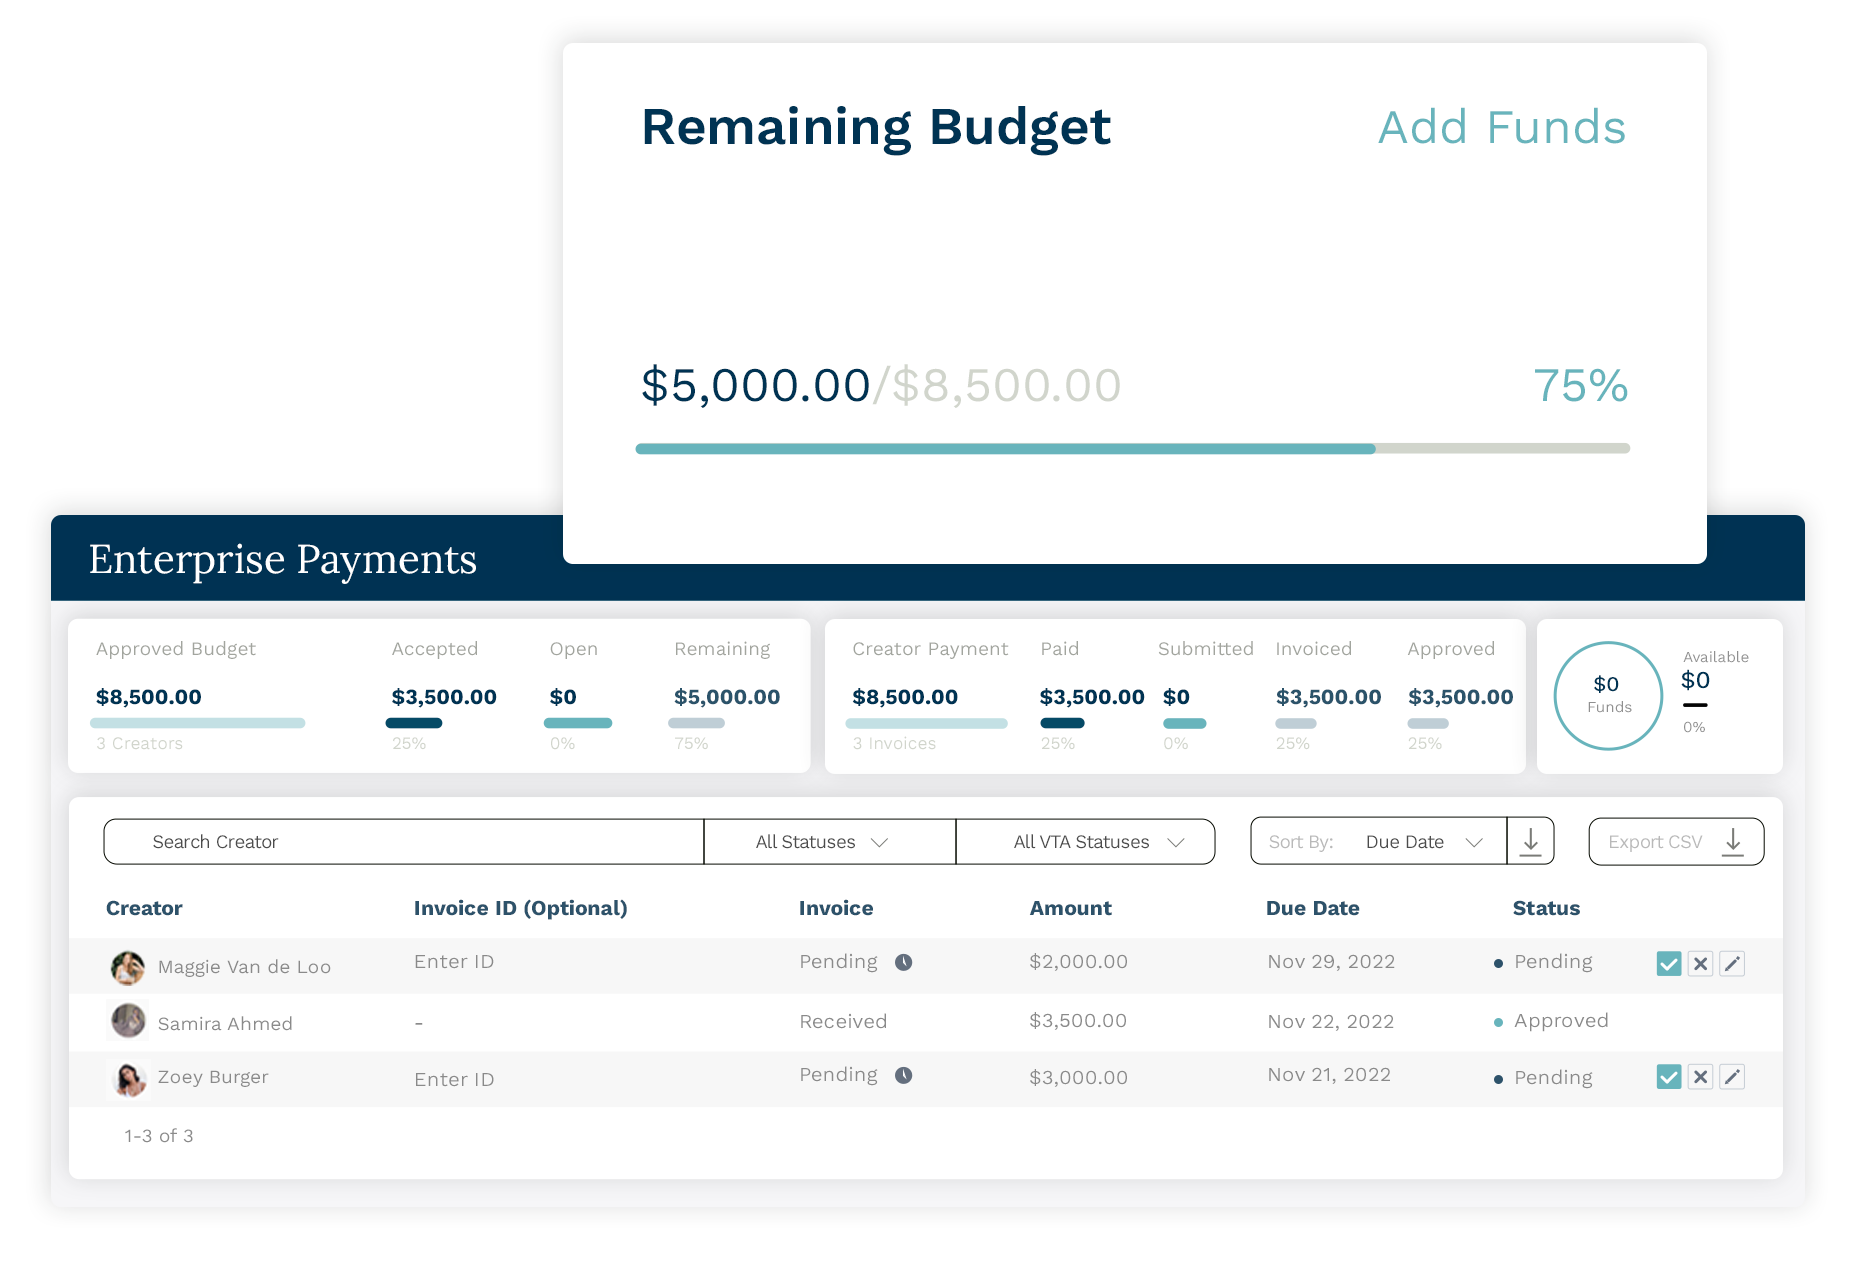 Remaining Budget Add Funds
$5,000.00/$8,500.00 75%
Enterprise Payments
Approved Budget Accepted Open Remaining
$8,500.00 $3,500.00 $0 $5,000.00
3 Creators 25% 0% 75%
Creator Payment Paid Submitted Invoiced Approved
$8,500.00 $3,500.00 $0 $3,500.00 $3,500.00
3 Invoices 25% 0% 25% 25%
$0
Funds
Available
$0
0%
Search Creator All Statuses All VTA Statuses Sort By: Due Date Export CSV
Creator Invoice ID (Optional) Invoice Amount Due Date Status
Maggie Van de Loo Enter ID Pending $2,000.00 Nov 29, 2022 Pending
Samira Ahmed - Received $3,500.00 Nov 22, 2022 Approved
Zoey Burger Enter ID Pending $3,000.00 Nov 21, 2022 Pending
1-3 of 3